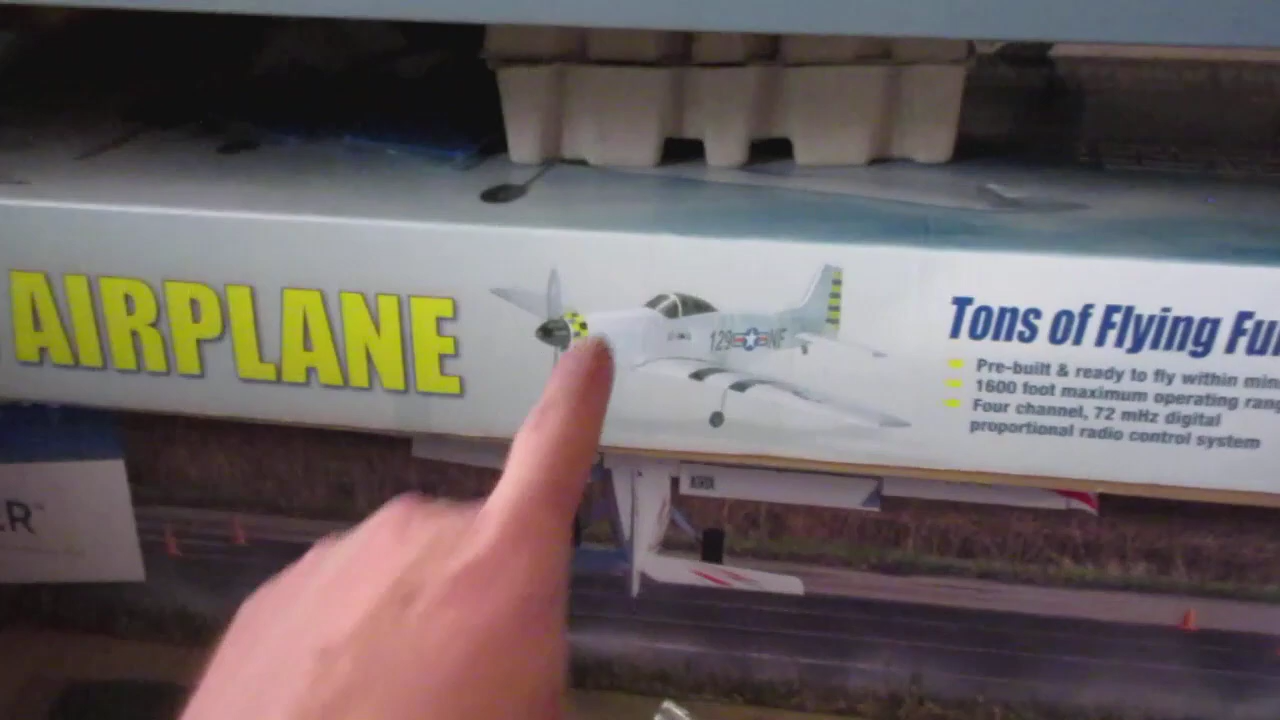 AIRPLANE
129 NF
Tons of Flying Fu
Pre-built & ready to fly within min
1600 foot maximum operating rang
Four channel, 72 mHz digital
proportional radio control system
LR™